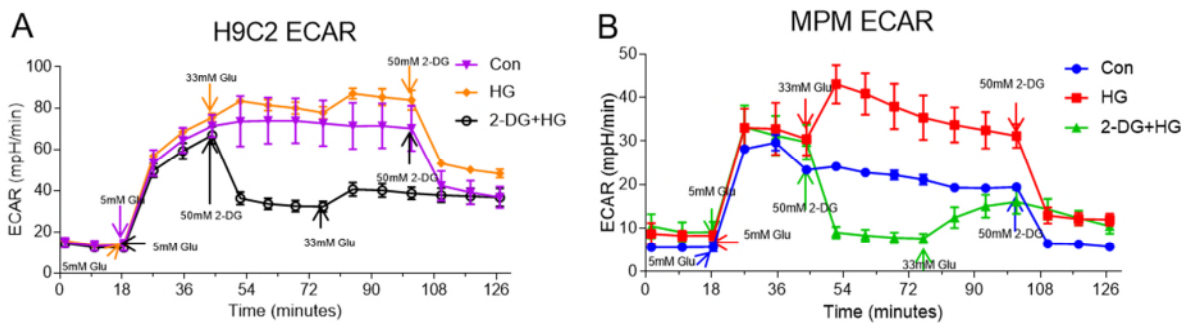 A
H9C2 ECAR
ECAR (mpH/min)
100
80
60
40
20
0
33mM Glu
50mM 2-DG
Con
HG
2-DG+HG
5mM Glu
50mM 2-DG
50mM 2-DG
5mM Glu
33mM Glu
5mM Glu
0 18 36 54 72 90 108 126
Time (minutes)
B
MPM ECAR
ECAR (mpH/min)
50
40
30
20
10
0
33mM Glu
50mM 2-DG
Con
HG
2-DG+HG
5mM Glu
50mM 2-DG
5mM Glu
50mM 2-DG
5mM Glu
33mM Glu
0 18 36 54 72 90 108 126
Time (minutes)